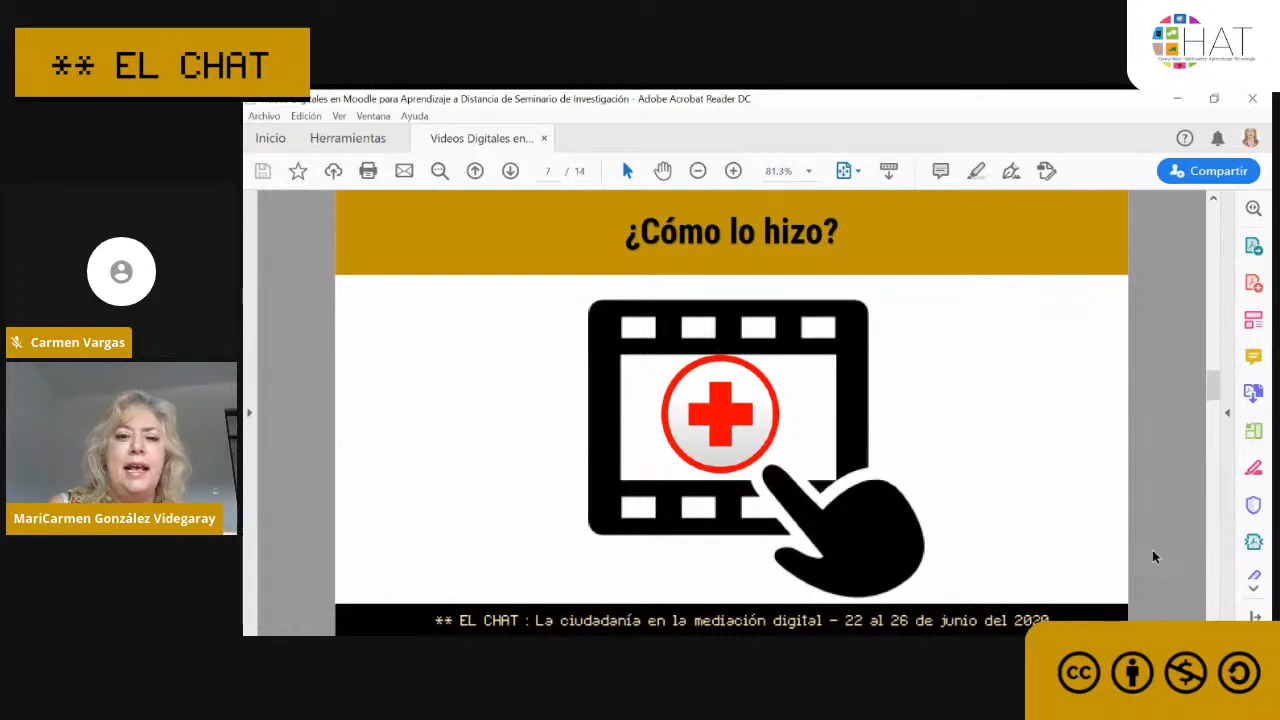 ** EL CHAT
HAT
Digitales en Moodle para Aprendizaje a Distancia de Seminario de Investigación - Adobe Acrobat Reader DC
Archivo Edición Ver Ventana Ayuda
Inicio Herramientas Videos Digitales en... ×
7 / 14 81.3% Compartir
¿Cómo lo hizo?
Carmen Vargas
MariCarmen González Videgaray
** EL CHAT : La ciudadanía en la mediación digital - 22 al 26 de junio del 2020
cc